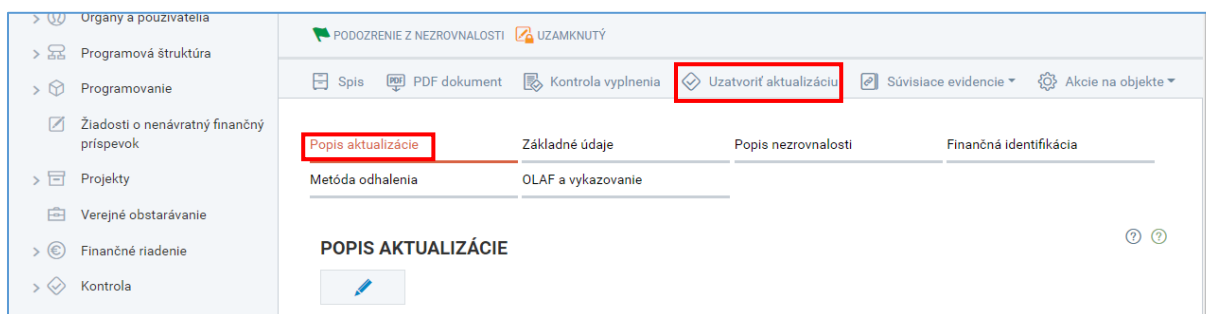 Orgány a používatelia
Programová štruktúra
Programovanie
Žiadosti o nenávratný finančný
príspevok
Projekty
Verejné obstarávanie
Finančné riadenie
Kontrola
PODOZRENIE Z NEZROVNALOSTI UZAMKNUTÝ
Spis PDF dokument Kontrola vyplnenia Uzatvoriť aktualizáciu Súvisiace evidencie Akcie na objekte
Popis aktualizácie Základné údaje Popis nezrovnalosti Finančná identifikácia
Metóda odhalenia OLAF a vykazovanie
POPIS AKTUALIZÁCIE